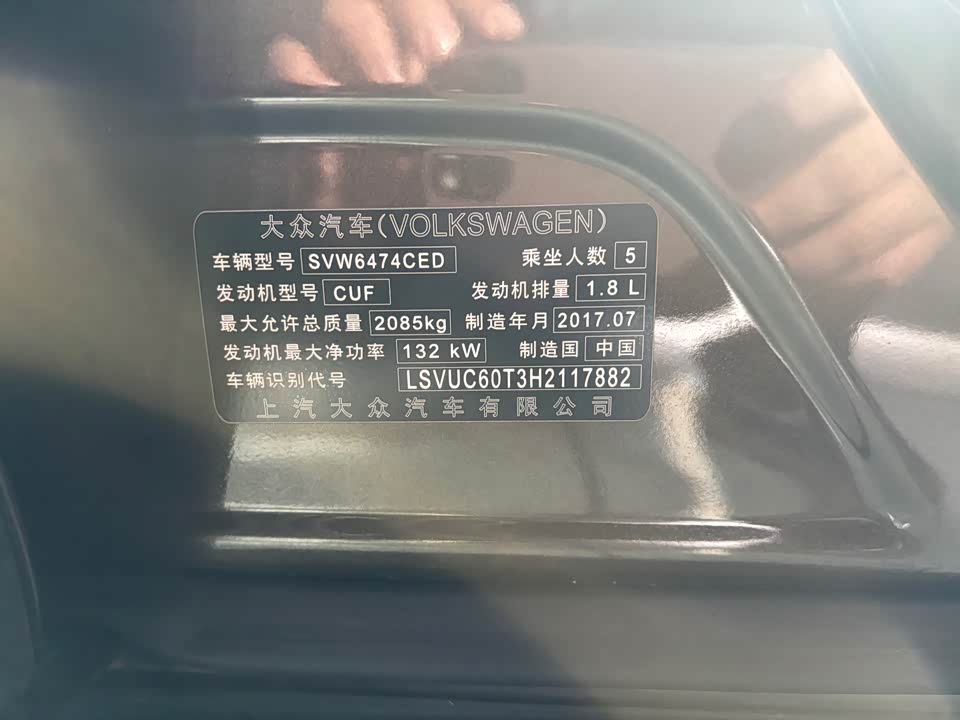 大众汽车(VOLKSWAGEN)
车辆型号 SVW6474CED 乘坐人数 5
发动机型号 CUF 发动机排量 1.8 L
最大允许总质量 2085kg 制造年月 2017.07
发动机最大净功率 132 kW 制造国 中国
车辆识别代号 LSVUC60T3H2117882
上汽大众汽车有限公司